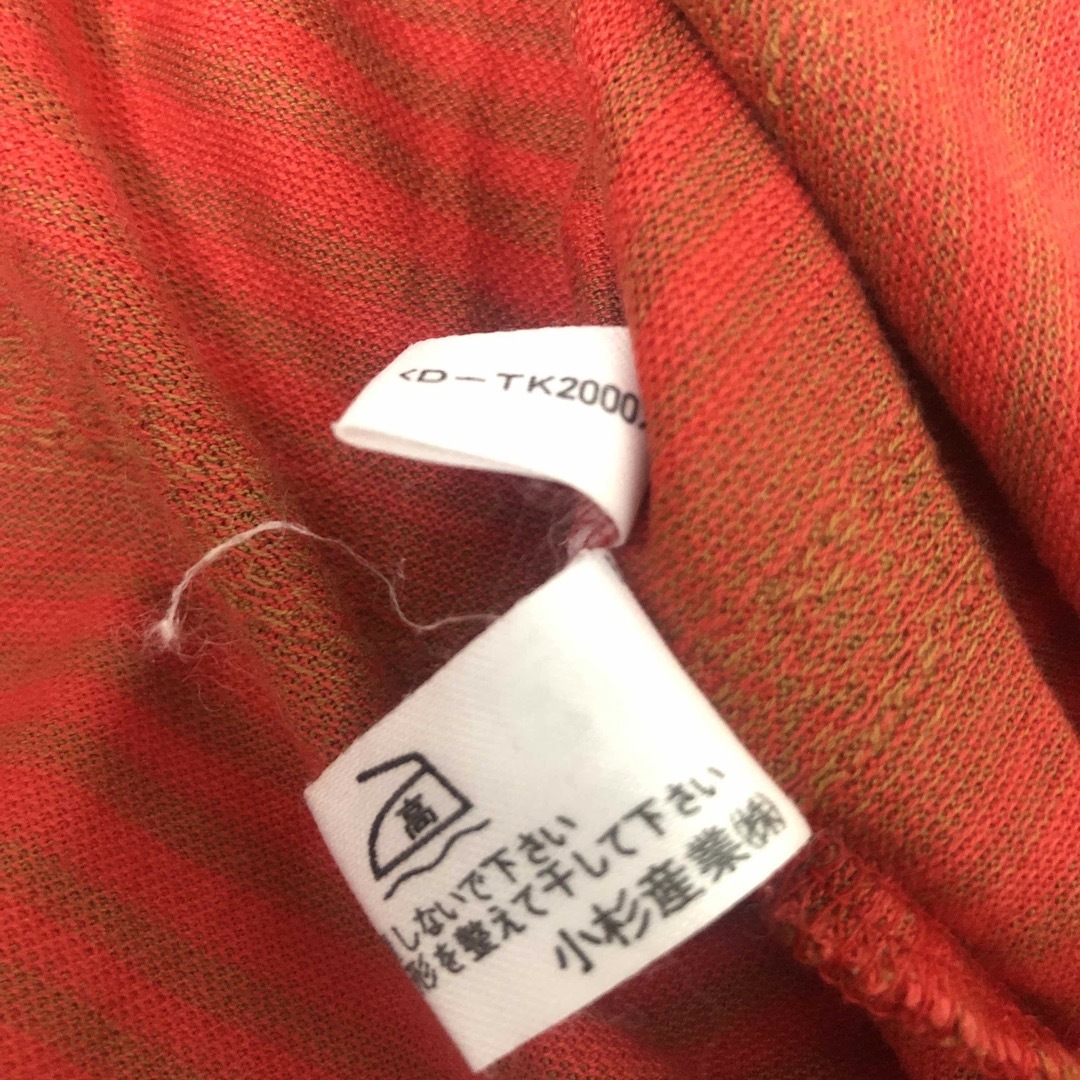 <D-TK2000
高
しないで下さい
形を整えて干して下さい
小杉産業㈱